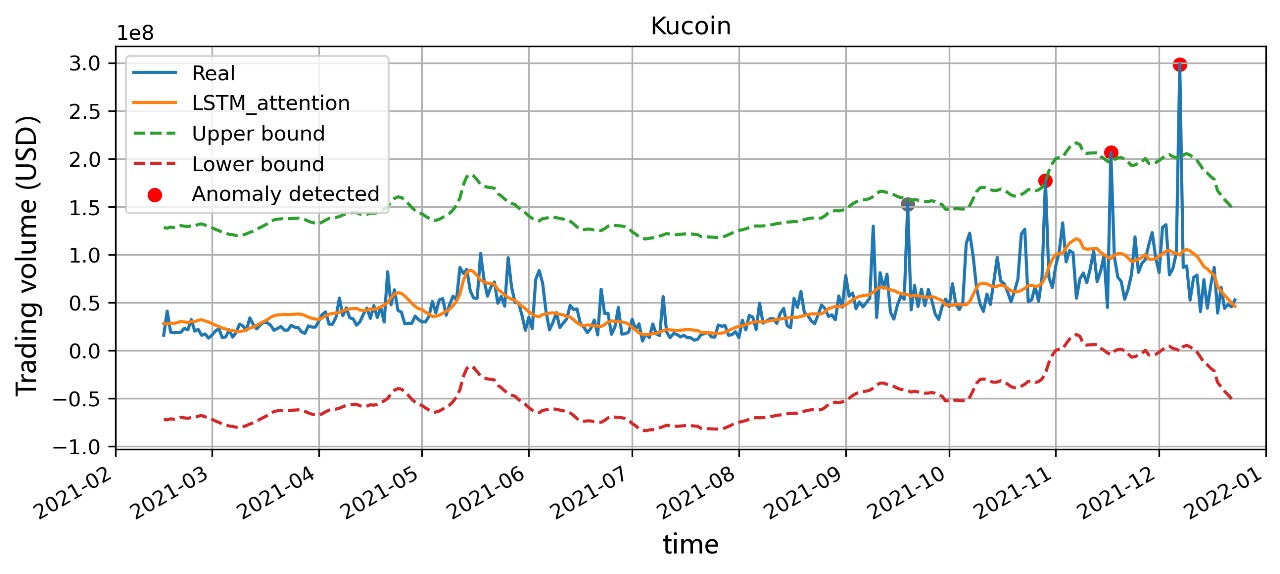 Kucoin
1e8
3.0
2.5
2.0
1.5
1.0
0.5
0.0
−0.5
−1.0
Trading volume (USD)
Real
LSTM_attention
Upper bound
Lower bound
Anomaly detected
2021-02
2021-03
2021-04
2021-05
2021-06
2021-07
2021-08
2021-09
2021-10
2021-11
2021-12
2022-01
time